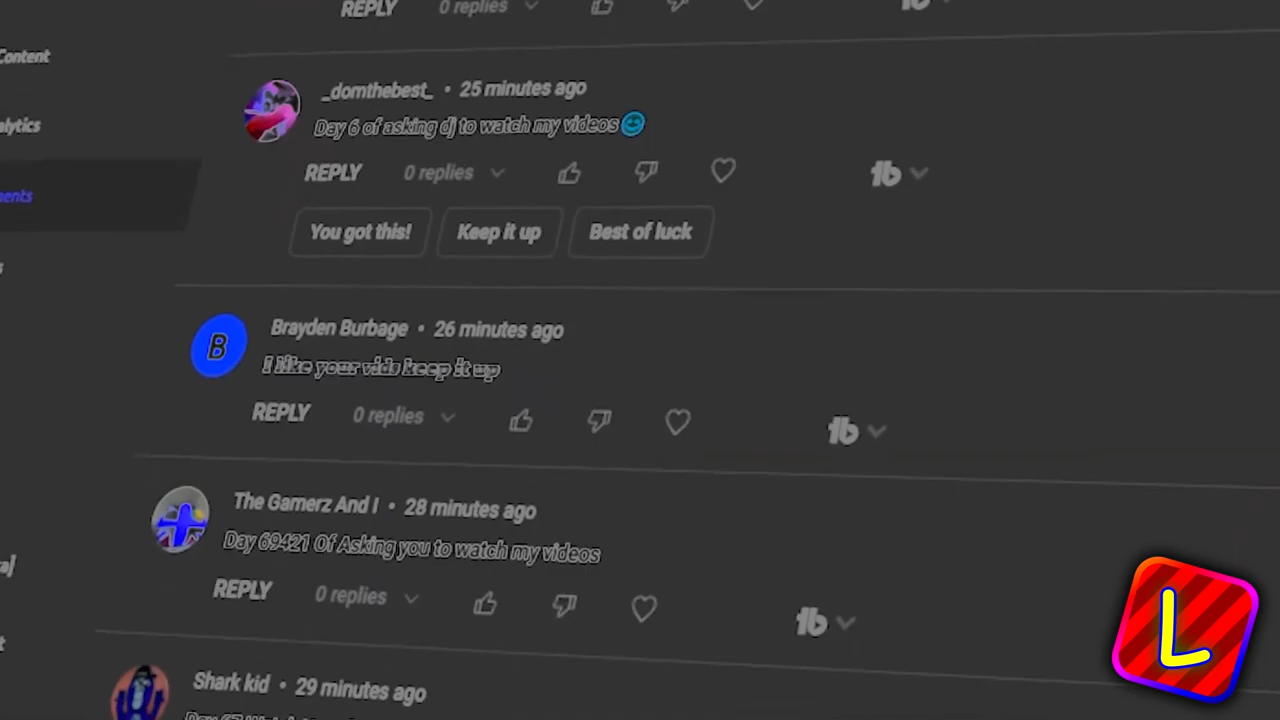 REPLY 0 replies
Content
_domthebest_ • 25 minutes ago
Day 6 of asking dj to watch my videos
REPLY 0 replies
You got this! Keep it up Best of luck
Brayden Burbage • 26 minutes ago
B
I like your vids keep it up
REPLY 0 replies
The Gamerz And I • 28 minutes ago
Day 69421 Of Asking you to watch my videos
REPLY 0 replies
L
Shark kid • 29 minutes ago